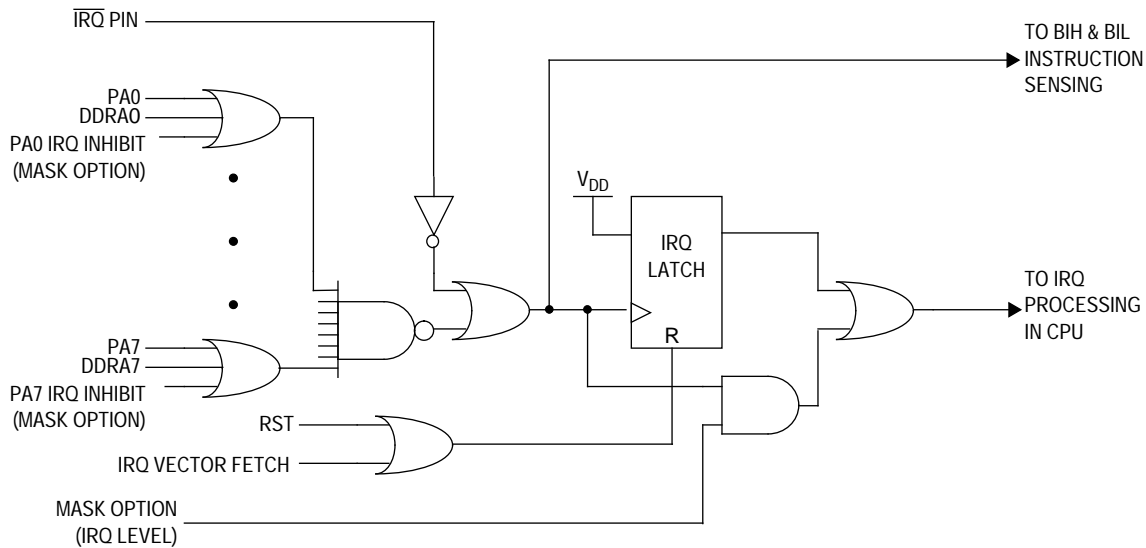 IRQ PIN
TO BIH & BIL
INSTRUCTION
SENSING
PA0
DDRA0
PA0 IRQ INHIBIT
(MASK OPTION)
VDD
IRQ
LATCH
R
TO IRQ
PROCESSING
IN CPU
PA7
DDRA7
PA7 IRQ INHIBIT
(MASK OPTION)
RST
IRQ VECTOR FETCH
MASK OPTION
(IRQ LEVEL)